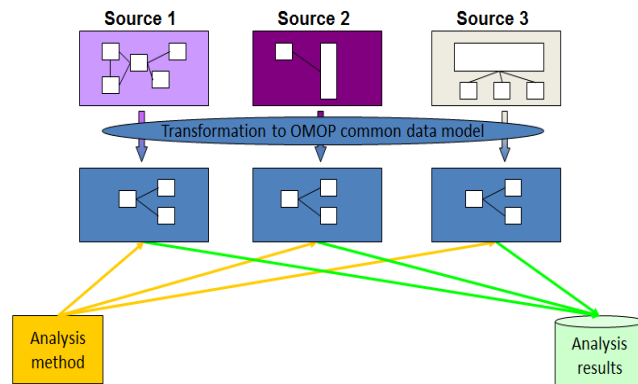 Source 1
Source 2
Source 3
Transformation to OMOP common data model
Analysis
method
Analysis
results